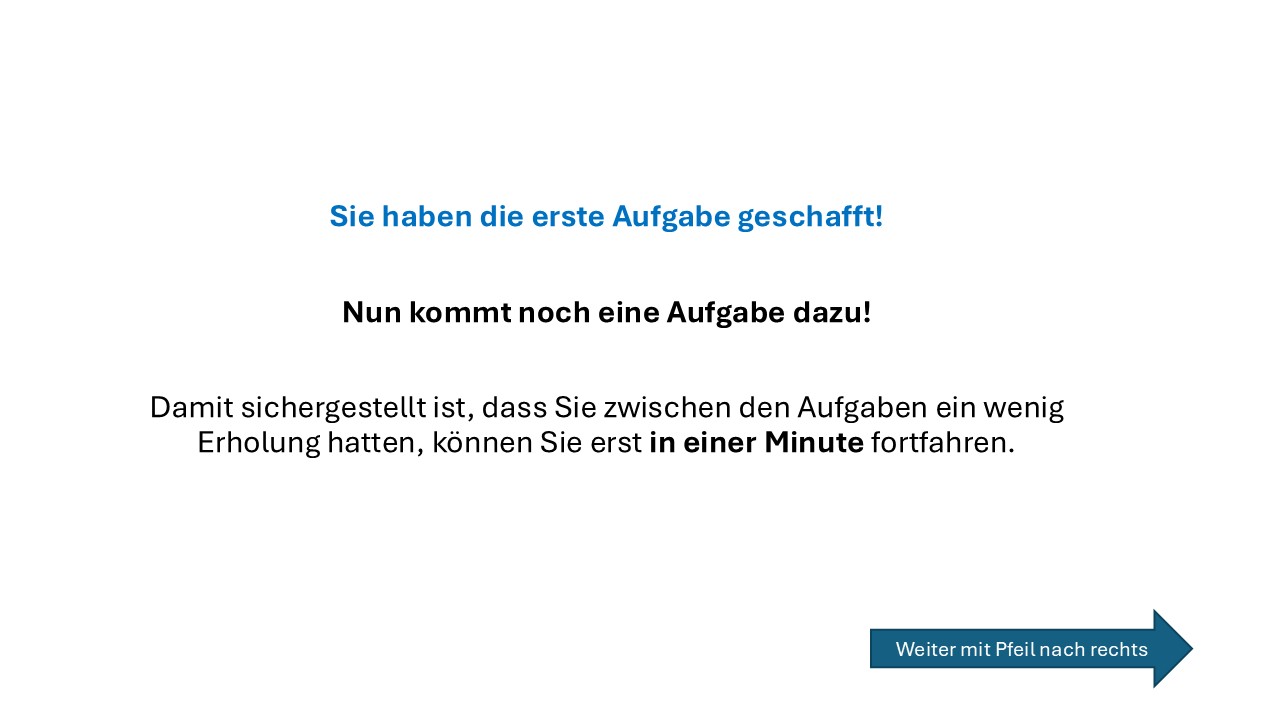 Sie haben die erste Aufgabe geschafft!
Nun kommt noch eine Aufgabe dazu!
Damit sichergestellt ist, dass Sie zwischen den Aufgaben ein wenig
Erholung hatten, können Sie erst in einer Minute fortfahren.
Weiter mit Pfeil nach rechts